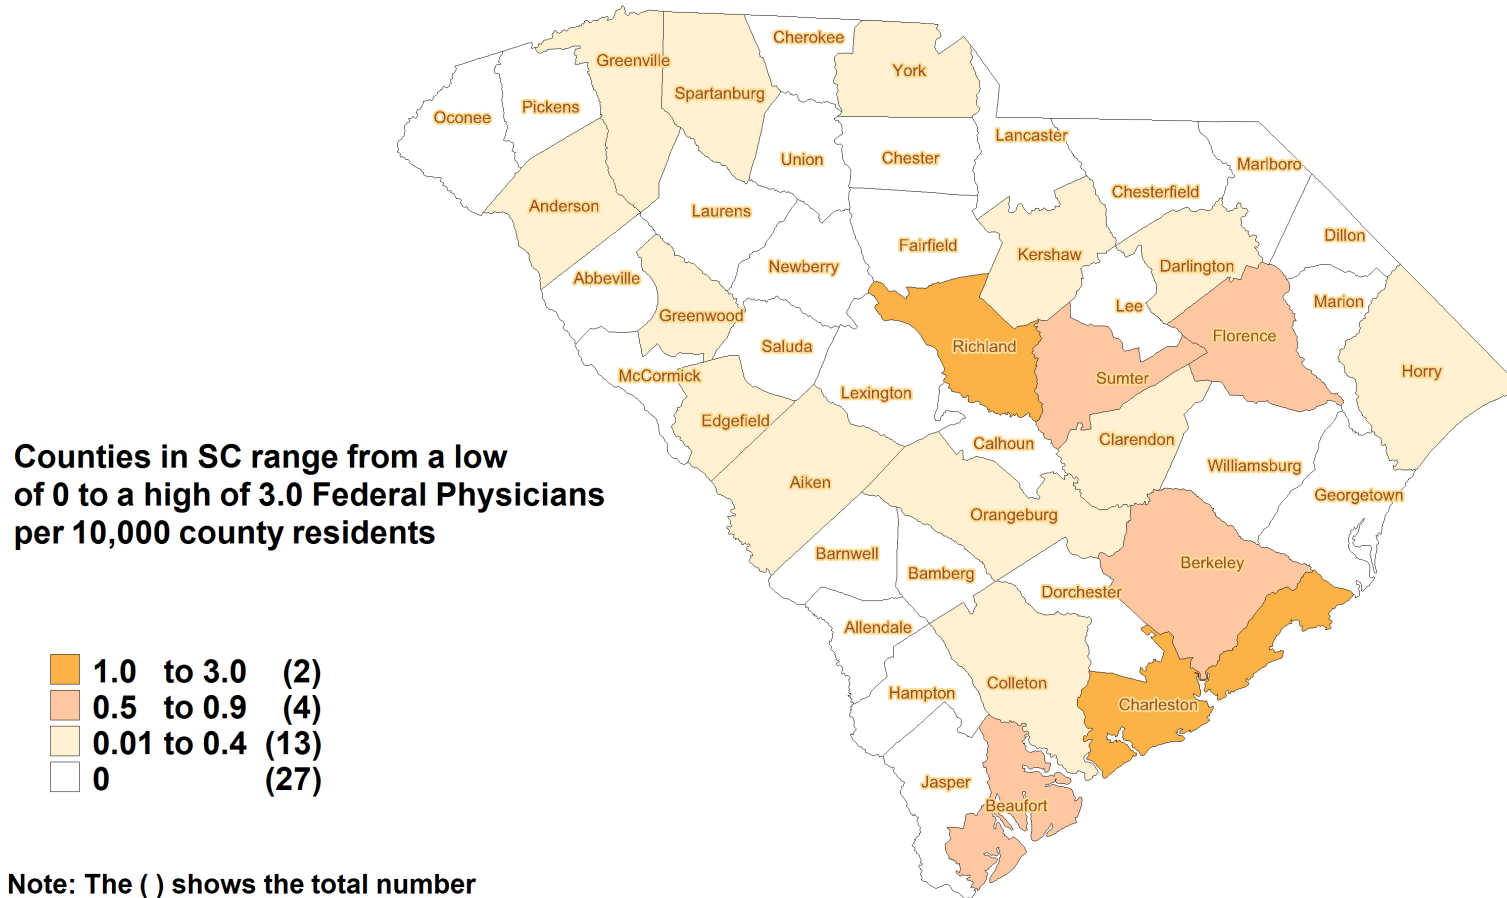 Cherokee
Greenville
York
Spartanburg
Pickens
Oconee
Lancaster
Union
Chester
Marlboro
Chesterfield
Anderson
Laurens
Dillon
Fairfield
Kershaw
Newberry
Darlington
Abbeville
Marion
Lee
Greenwood
Florence
Saluda
Richland
Horry
McCormick
Sumter
Lexington
Edgefield
Clarendon
Calhoun
Counties in SC range from a low
of 0 to a high of 3.0 Federal Physicians
per 10,000 county residents
Williamsburg
Aiken
Georgetown
Orangeburg
Barnwell
Berkeley
Bamberg
Dorchester
Allendale
1.0 to 3.0 (2)
0.5 to 0.9 (4)
0.01 to 0.4 (13)
0 (27)
Colleton
Hampton
Charleston
Jasper
Beaufort
Note: The ( ) shows the total number